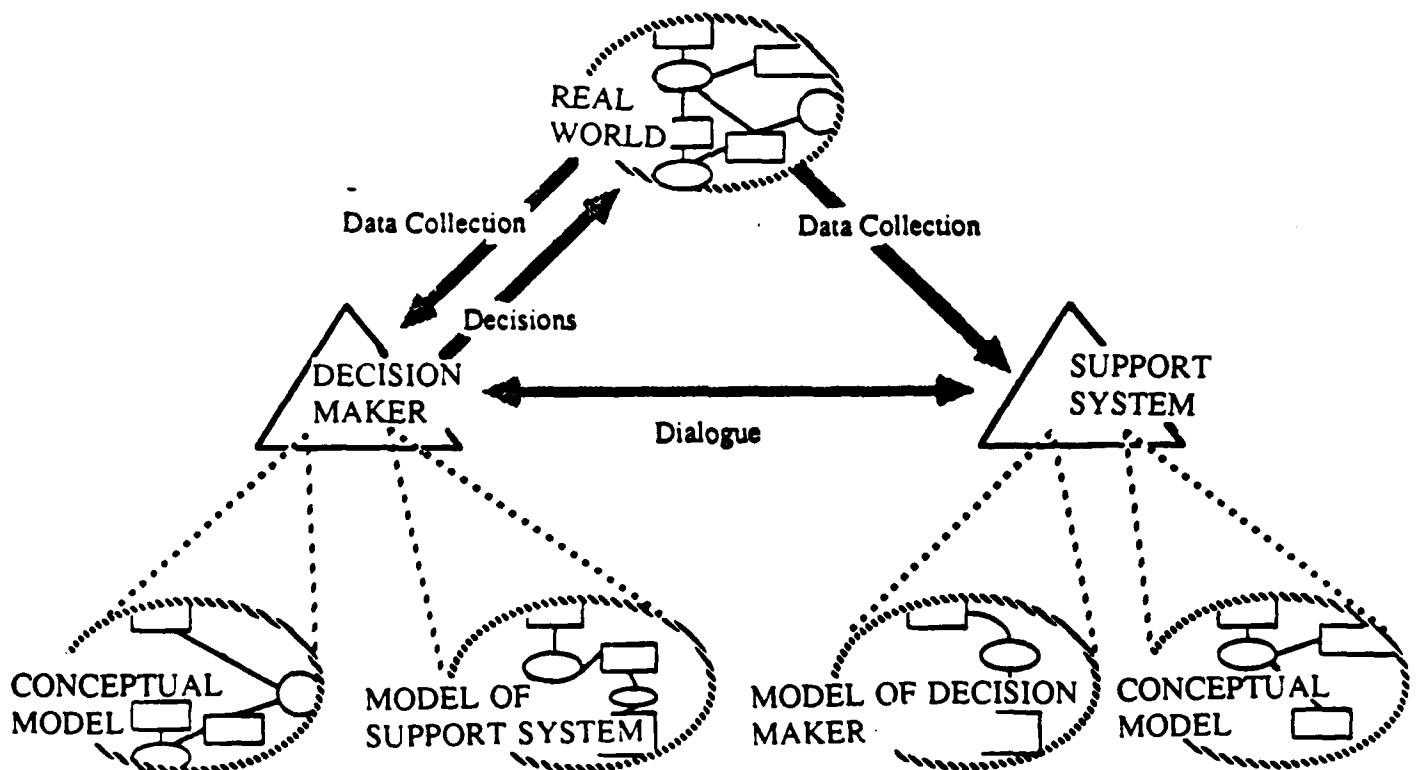 REAL
WORLD
Data Collection
Data Collection
Decisions
DECISION
MAKER
SUPPORT
SYSTEM
Dialogue
CONCEPTUAL
MODEL
MODEL OF
SUPPORT SYSTEM
MODEL OF DECISION
MAKER
CONCEPTUAL
MODEL